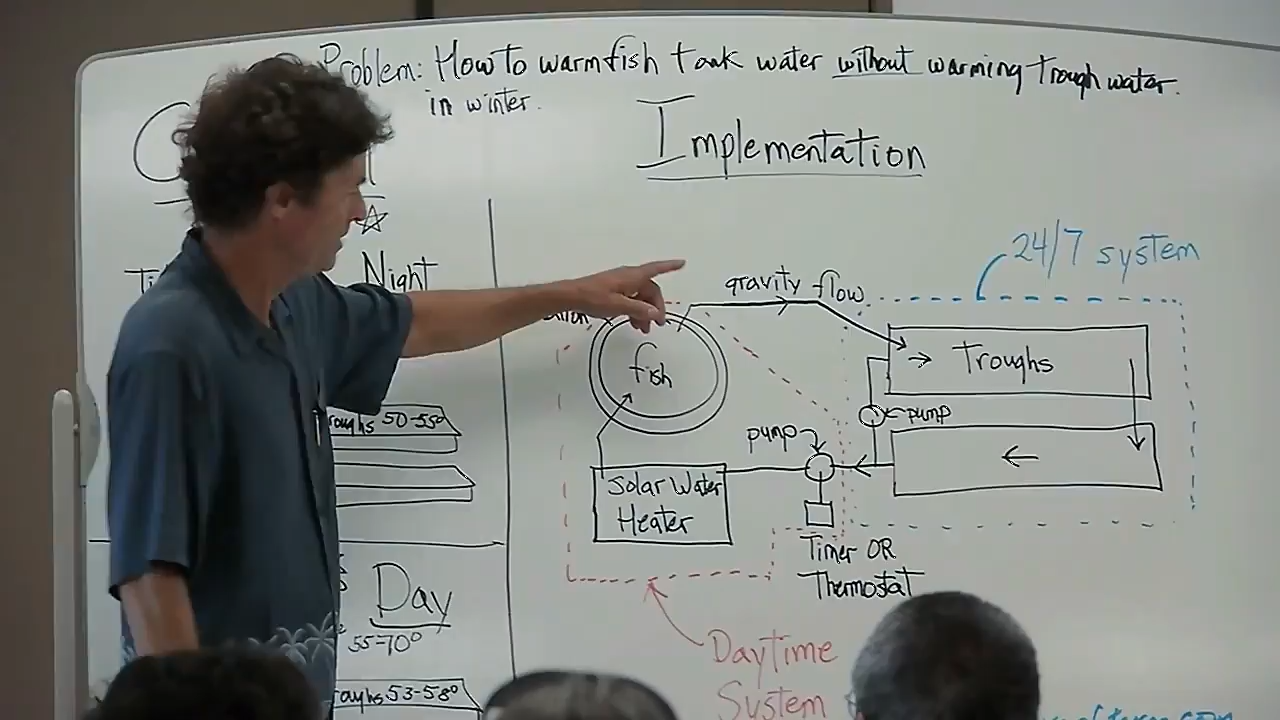 Problem: How to warm fish tank water without warming trough water
in winter.
Implementation
Night
24/7 system
gravity flow
fish
Troughs
pump
pump
50-55°
Solar Water
Heater
Timer OR
Thermostat
Day
55-70°
53-58°
Daytime
System